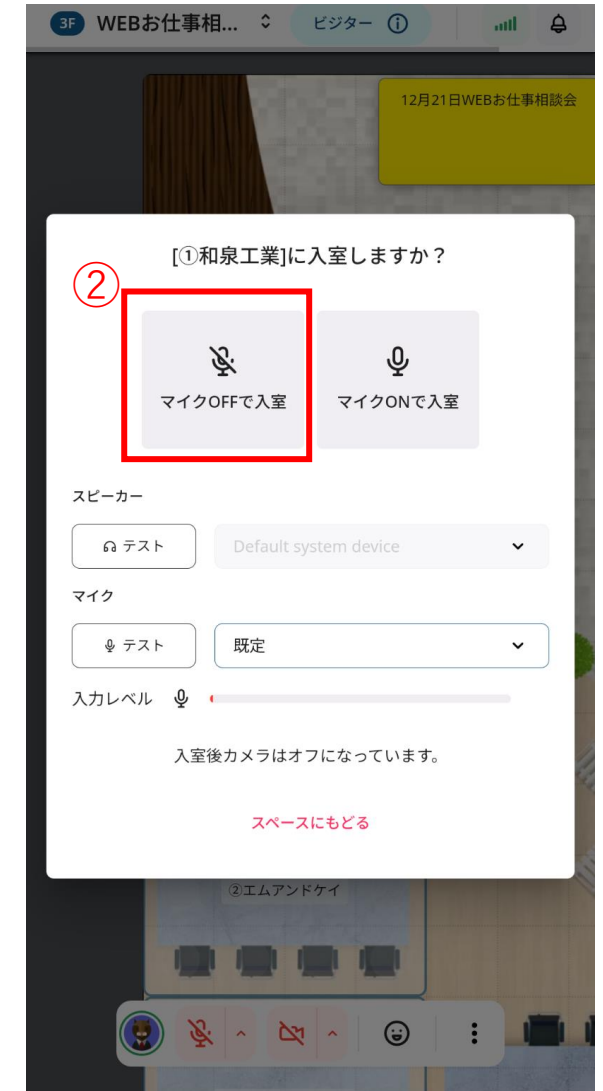 3F WEBお仕事相... ビジター
12月21日WEBお仕事相談会
[①和泉工業]に入室しますか？
②
マイクOFFで入室 マイクONで入室
スピーカー
テスト Default system device
マイク
テスト 既定
入力レベル
入室後カメラはオフになっています。
スペースにもどる
②エムアンドケイ